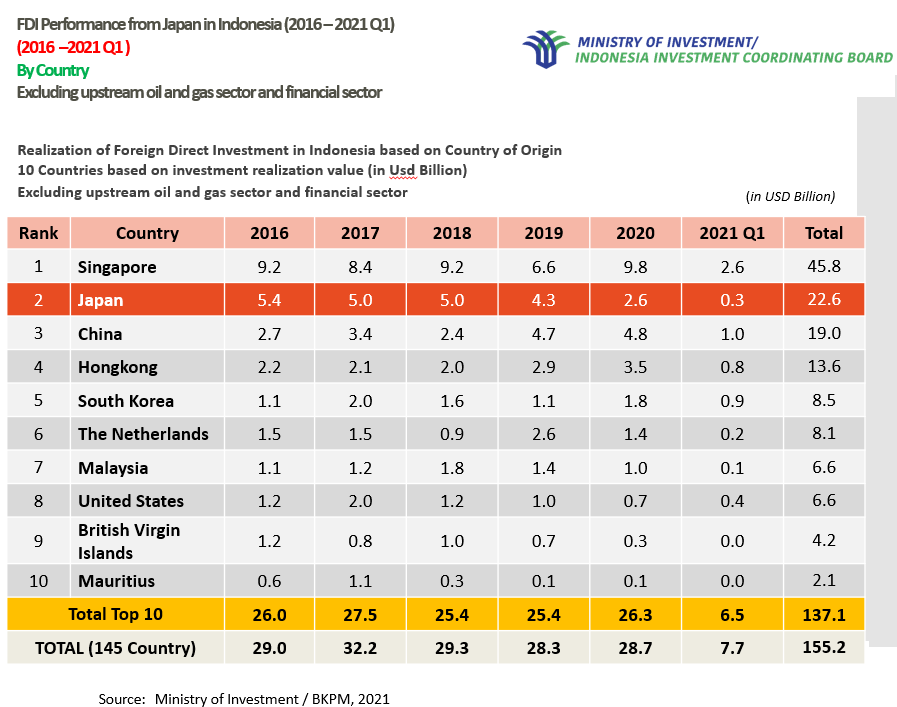 FDI Performance from Japan in Indonesia (2016 – 2021 Q1)
(2016 –2021 Q1 )
By Country
Excluding upstream oil and gas sector and financial sector
MINISTRY OF INVESTMENT/
INDONESIA INVESTMENT COORDINATING BOARD
Realization of Foreign Direct Investment in Indonesia based on Country of Origin
10 Countries based on investment realization value (in Usd Billion)
Excluding upstream oil and gas sector and financial sector
(in USD Billion)
Rank Country 2016 2017 2018 2019 2020 2021 Q1 Total
1 Singapore 9.2 8.4 9.2 6.6 9.8 2.6 45.8
2 Japan 5.4 5.0 5.0 4.3 2.6 0.3 22.6
3 China 2.7 3.4 2.4 4.7 4.8 1.0 19.0
4 Hongkong 2.2 2.1 2.0 2.9 3.5 0.8 13.6
5 South Korea 1.1 2.0 1.6 1.1 1.8 0.9 8.5
6 The Netherlands 1.5 1.5 0.9 2.6 1.4 0.2 8.1
7 Malaysia 1.1 1.2 1.8 1.4 1.0 0.1 6.6
8 United States 1.2 2.0 1.2 1.0 0.7 0.4 6.6
9 British Virgin
Islands 1.2 0.8 1.0 0.7 0.3 0.0 4.2
10 Mauritius 0.6 1.1 0.3 0.1 0.1 0.0 2.1
Total Top 10 26.0 27.5 25.4 25.4 26.3 6.5 137.1
TOTAL (145 Country) 29.0 32.2 29.3 28.3 28.7 7.7 155.2
Source: Ministry of Investment / BKPM, 2021